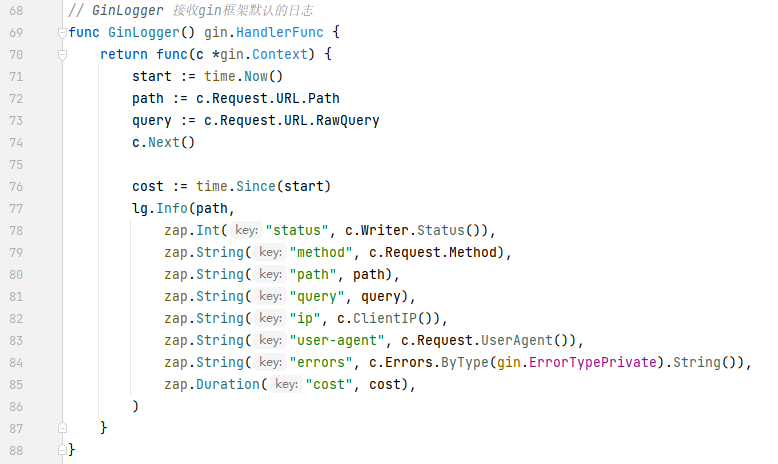 68 // GinLogger 接收gin框架默认的日志
69 func GinLogger() gin.HandlerFunc {
70 return func(c *gin.Context) {
71 start := time.Now()
72 path := c.Request.URL.Path
73 query := c.Request.URL.RawQuery
74 c.Next()
75
76 cost := time.Since(start)
77 lg.Info(path,
78 zap.Int( key: "status", c.Writer.Status()),
79 zap.String( key: "method", c.Request.Method),
80 zap.String( key: "path", path),
81 zap.String( key: "query", query),
82 zap.String( key: "ip", c.ClientIP()),
83 zap.String( key: "user-agent", c.Request.UserAgent()),
84 zap.String( key: "errors", c.Errors.ByType(gin.ErrorTypePrivate).String()),
85 zap.Duration( key: "cost", cost),
86 )
87 }
88 }